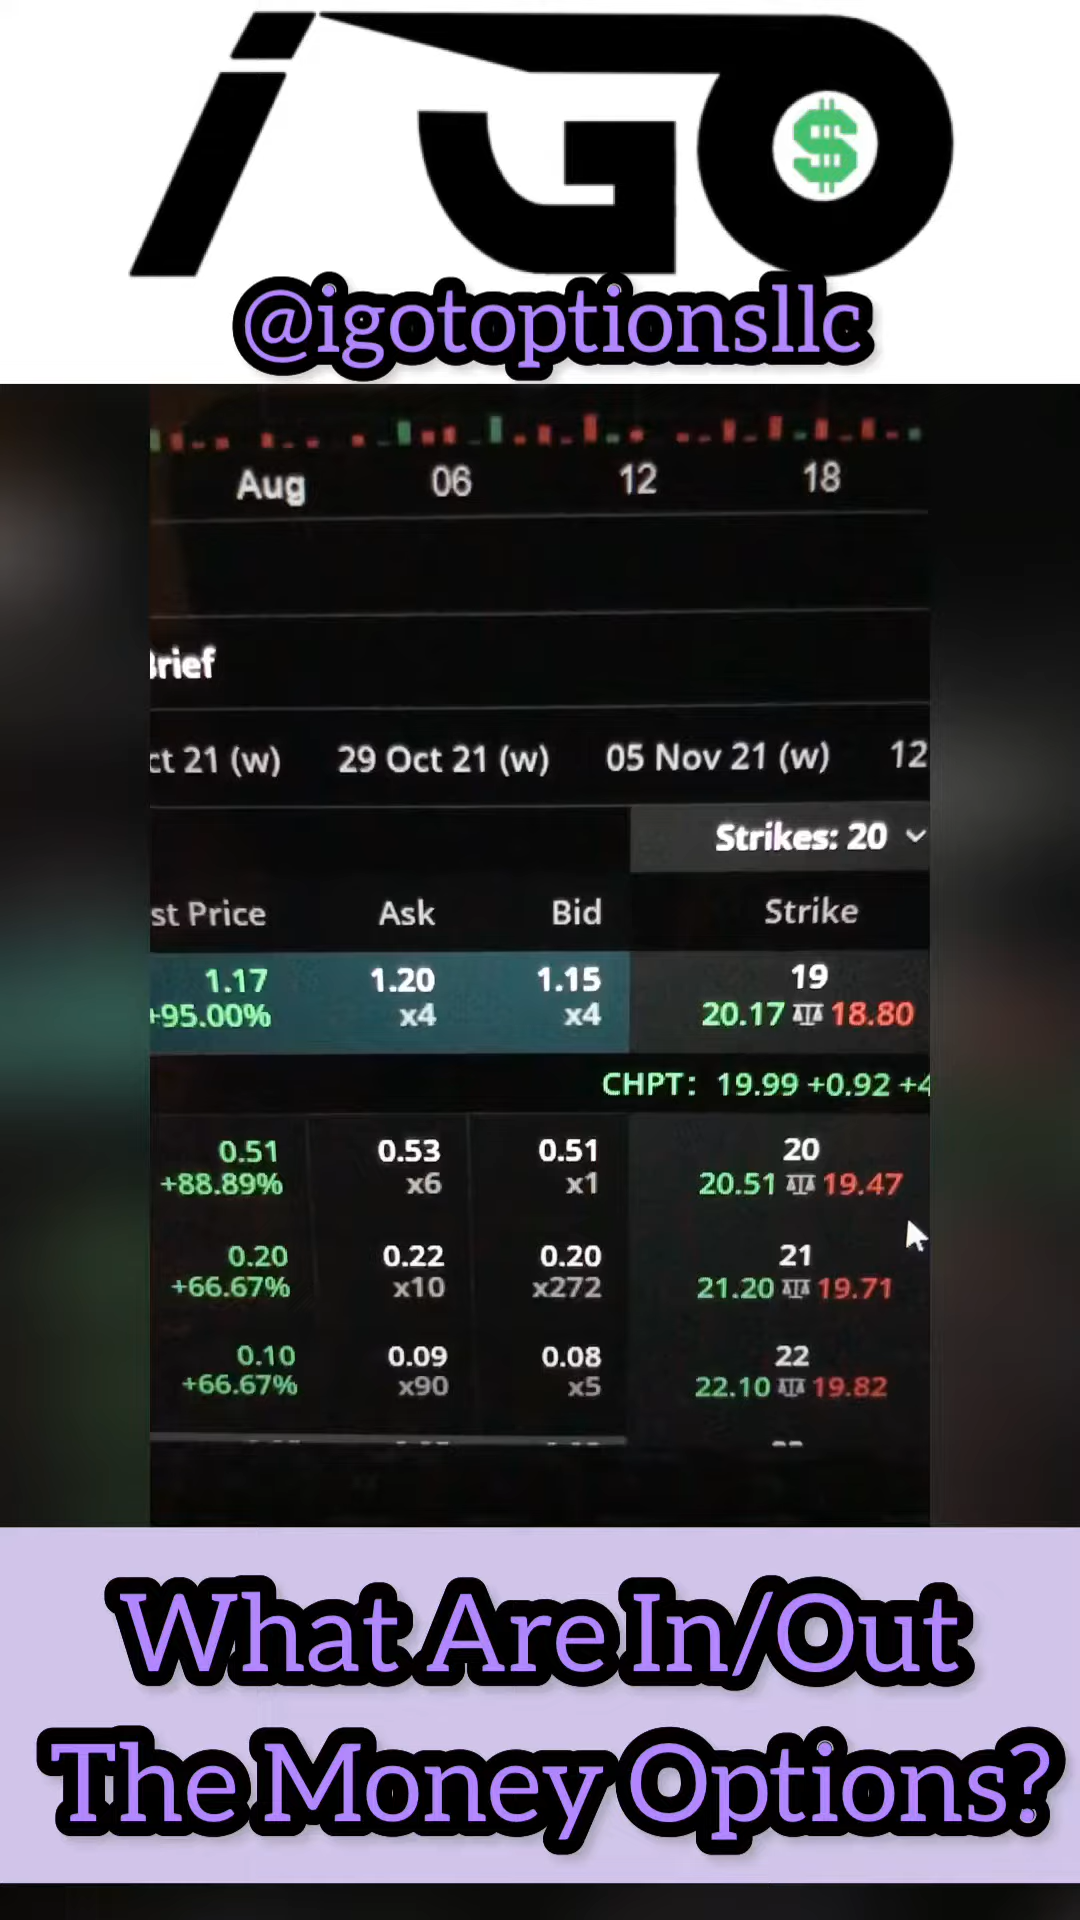 iGO
@igotoptionsllc
Aug 06 12 18
Brief
ct 21 (w) 29 Oct 21 (w) 05 Nov 21 (w) 12
Strikes: 20
st Price Ask Bid Strike
1.17 1.20 1.15 19
+95.00% x4 x4 20.17 18.80
CHPT: 19.99 +0.92 +4
0.51 0.53 0.51 20
+88.89% x6 x1 20.51 19.47
0.20 0.22 0.20 21
+66.67% x10 x272 21.20 19.71
0.10 0.09 0.08 22
+66.67% x90 x5 22.10 19.82
What Are In/Out
The Money Options?